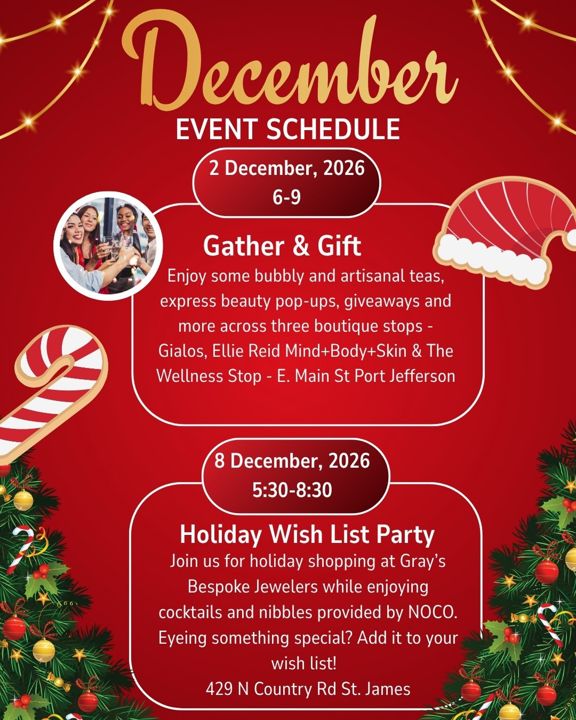 December
EVENT SCHEDULE
2 December, 2026
6-9
Gather & Gift
Enjoy some bubbly and artisanal teas,
express beauty pop-ups, giveaways and
more across three boutique stops -
Gialos, Ellie Reid Mind+Body+Skin & The
Wellness Stop - E. Main St Port Jefferson
8 December, 2026
5:30-8:30
Holiday Wish List Party
Join us for holiday shopping at Gray's
Bespoke Jewelers while enjoying
cocktails and nibbles provided by NOCO.
Eyeing something special? Add it to your
wish list!
429 N Country Rd St. James